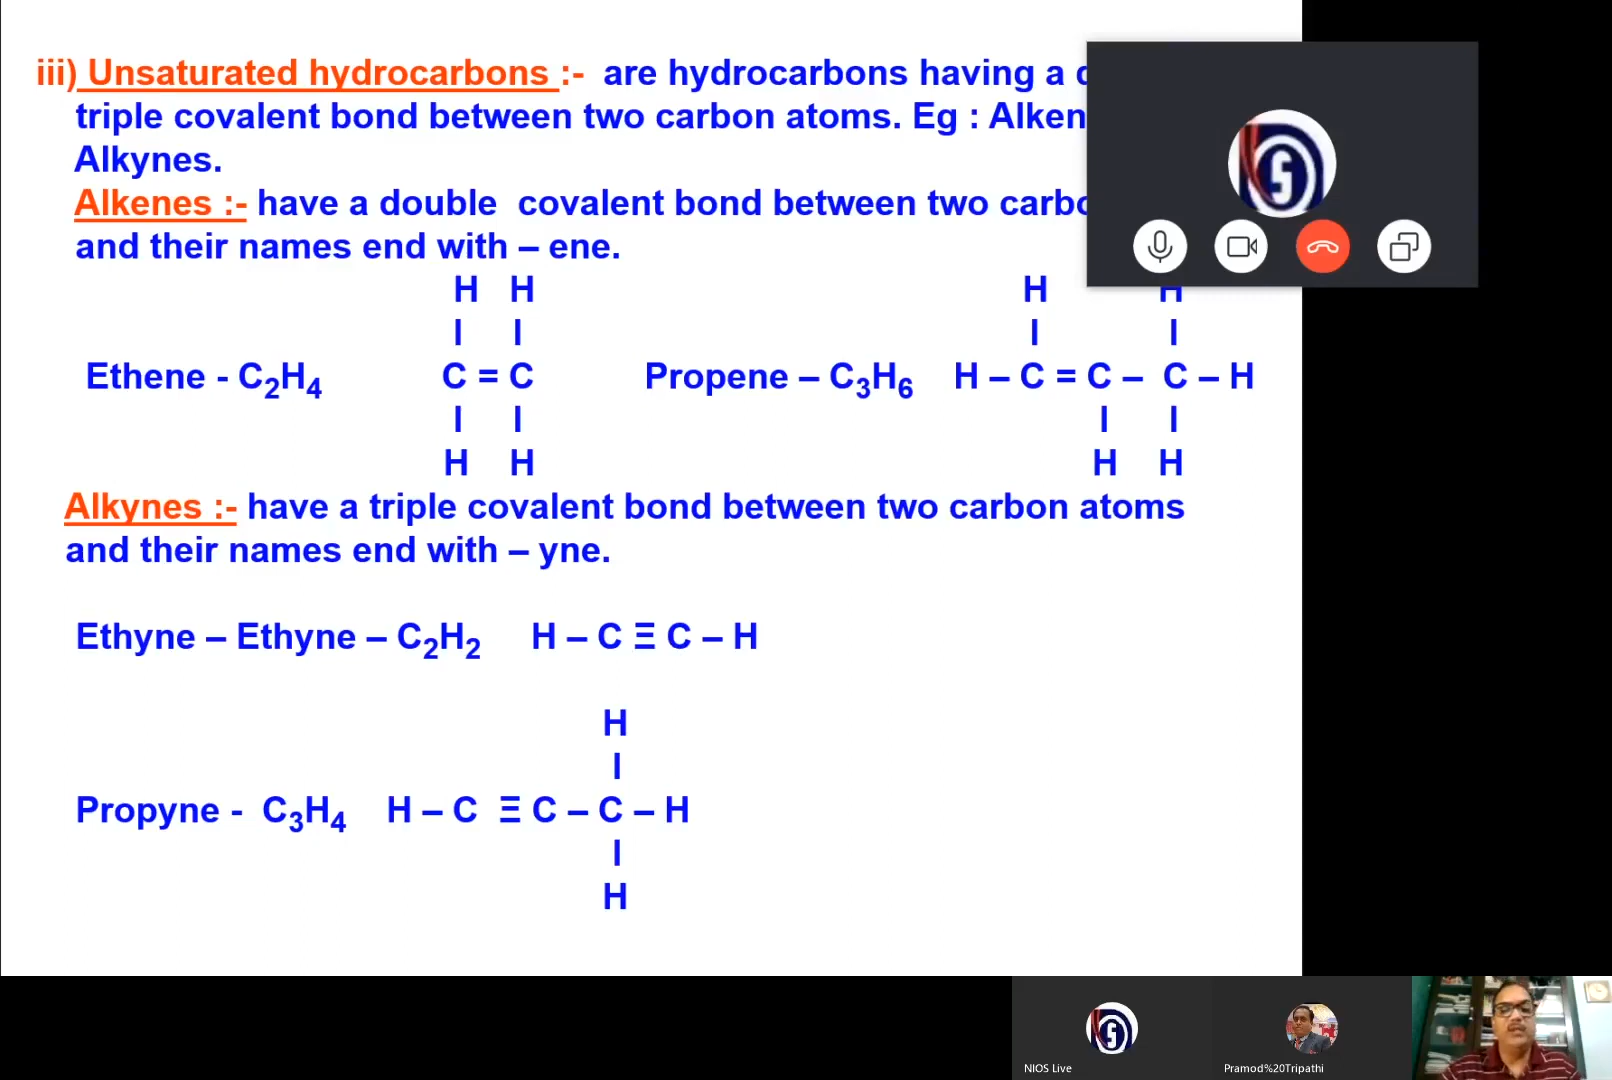 iii) Unsaturated hydrocarbons :- are hydrocarbons having a
triple covalent bond between two carbon atoms. Eg : Alken
Alkynes.
Alkenes :- have a double covalent bond between two carbo
and their names end with – ene.
H H H H
I I I I
Ethene - C₂H₄ C = C Propene – C₃H₆ H – C = C – C – H
I I I I
H H H H
Alkynes :- have a triple covalent bond between two carbon atoms
and their names end with – yne.
Ethyne – Ethyne – C₂H₂ H – C Ξ C – H
H
I
Propyne - C₃H₄ H – C Ξ C – C – H
I
H
NIOS Live
Pramod%20Tripathi